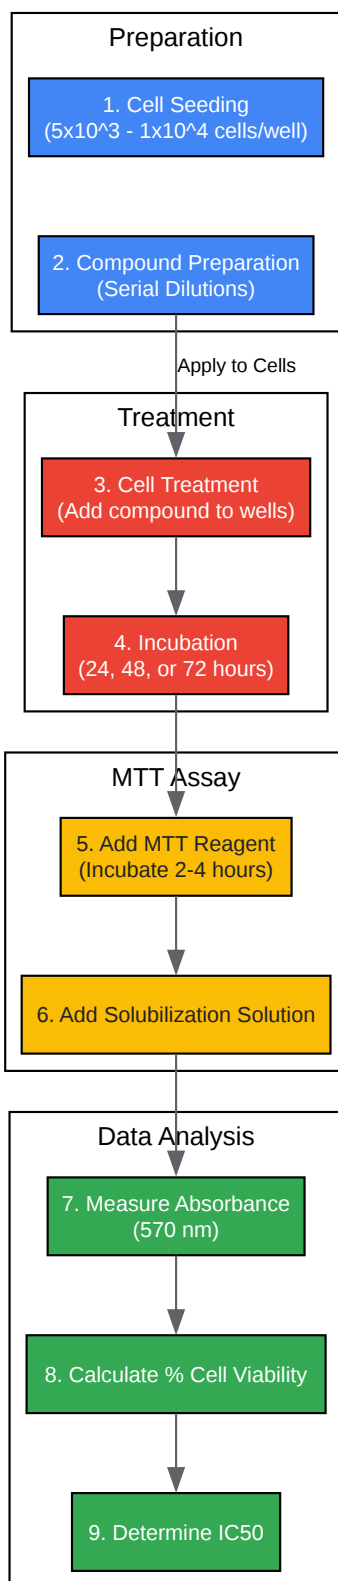 Preparation
1. Cell Seeding
(5x10^3 - 1x10^4 cells/well)
2. Compound Preparation
(Serial Dilutions)
Apply to Cells
Treatment
3. Cell Treatment
(Add compound to wells)
4. Incubation
(24, 48, or 72 hours)
MTT Assay
5. Add MTT Reagent
(Incubate 2-4 hours)
6. Add Solubilization Solution
Data Analysis
7. Measure Absorbance
(570 nm)
8. Calculate % Cell Viability
9. Determine IC50